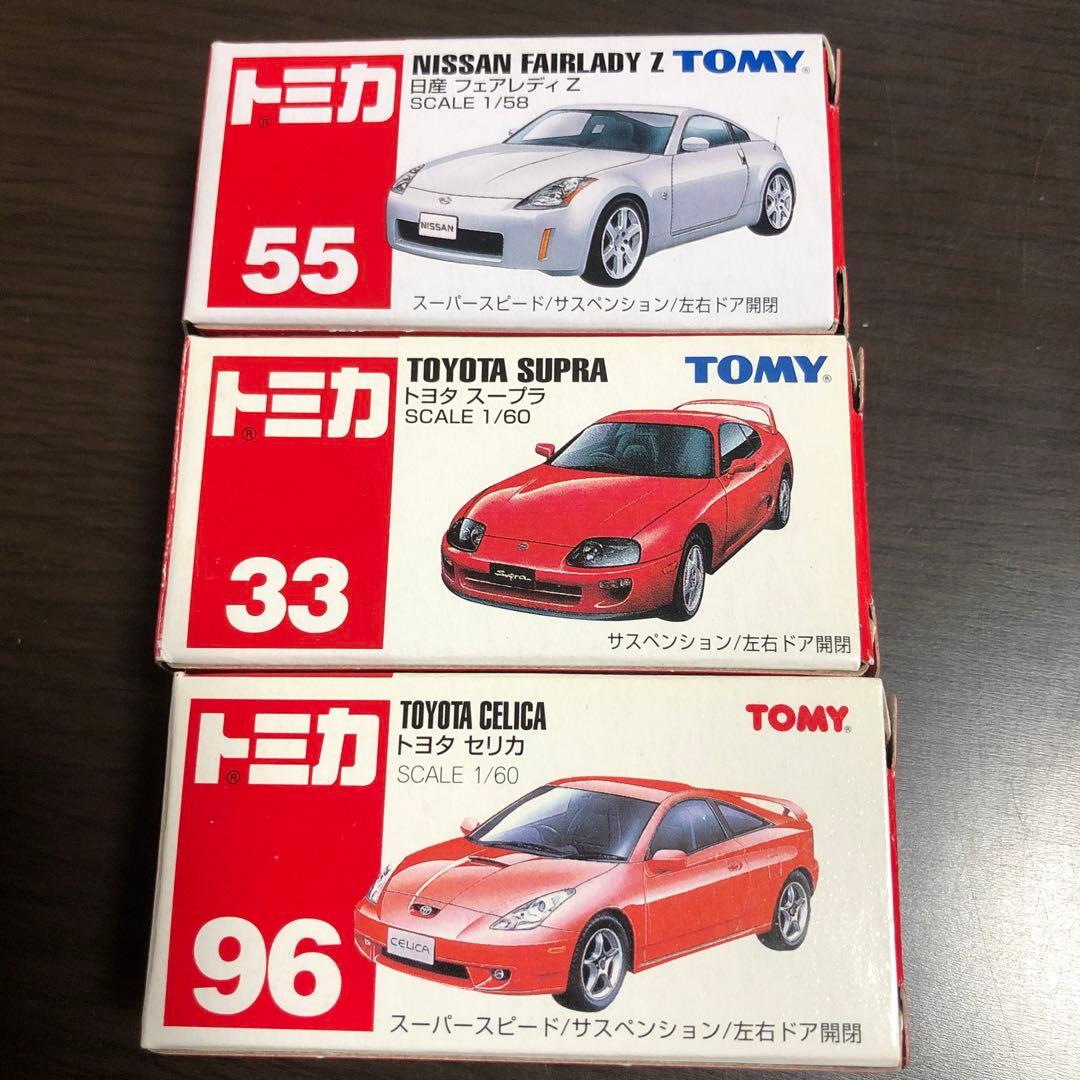 トミカ®
55
NISSAN FAIRLADY Z TOMY®
日産 フェアレディ Z
SCALE 1/58
NISSAN
スーパースピード/サスペンション/左右ドア開閉
トミカ®
33
TOYOTA SUPRA TOMY®
トヨタ スープラ
SCALE 1/60
Supra
サスペンション/左右ドア開閉
トミカ®
96
TOYOTA CELICA TOMY®
トヨタ セリカ
SCALE 1/60
CELICA
スーパースピード/サスペンション/左右ドア開閉